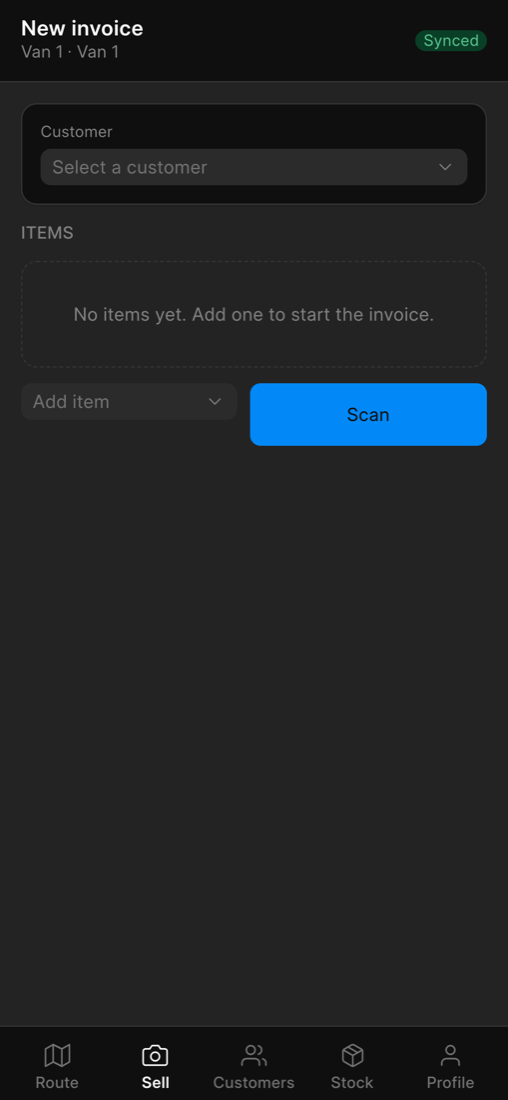 New invoice
Van 1 · Van 1
Synced
Customer
Select a customer
ITEMS
No items yet. Add one to start the invoice.
Add item
Scan
Route
Sell
Customers
Stock
Profile